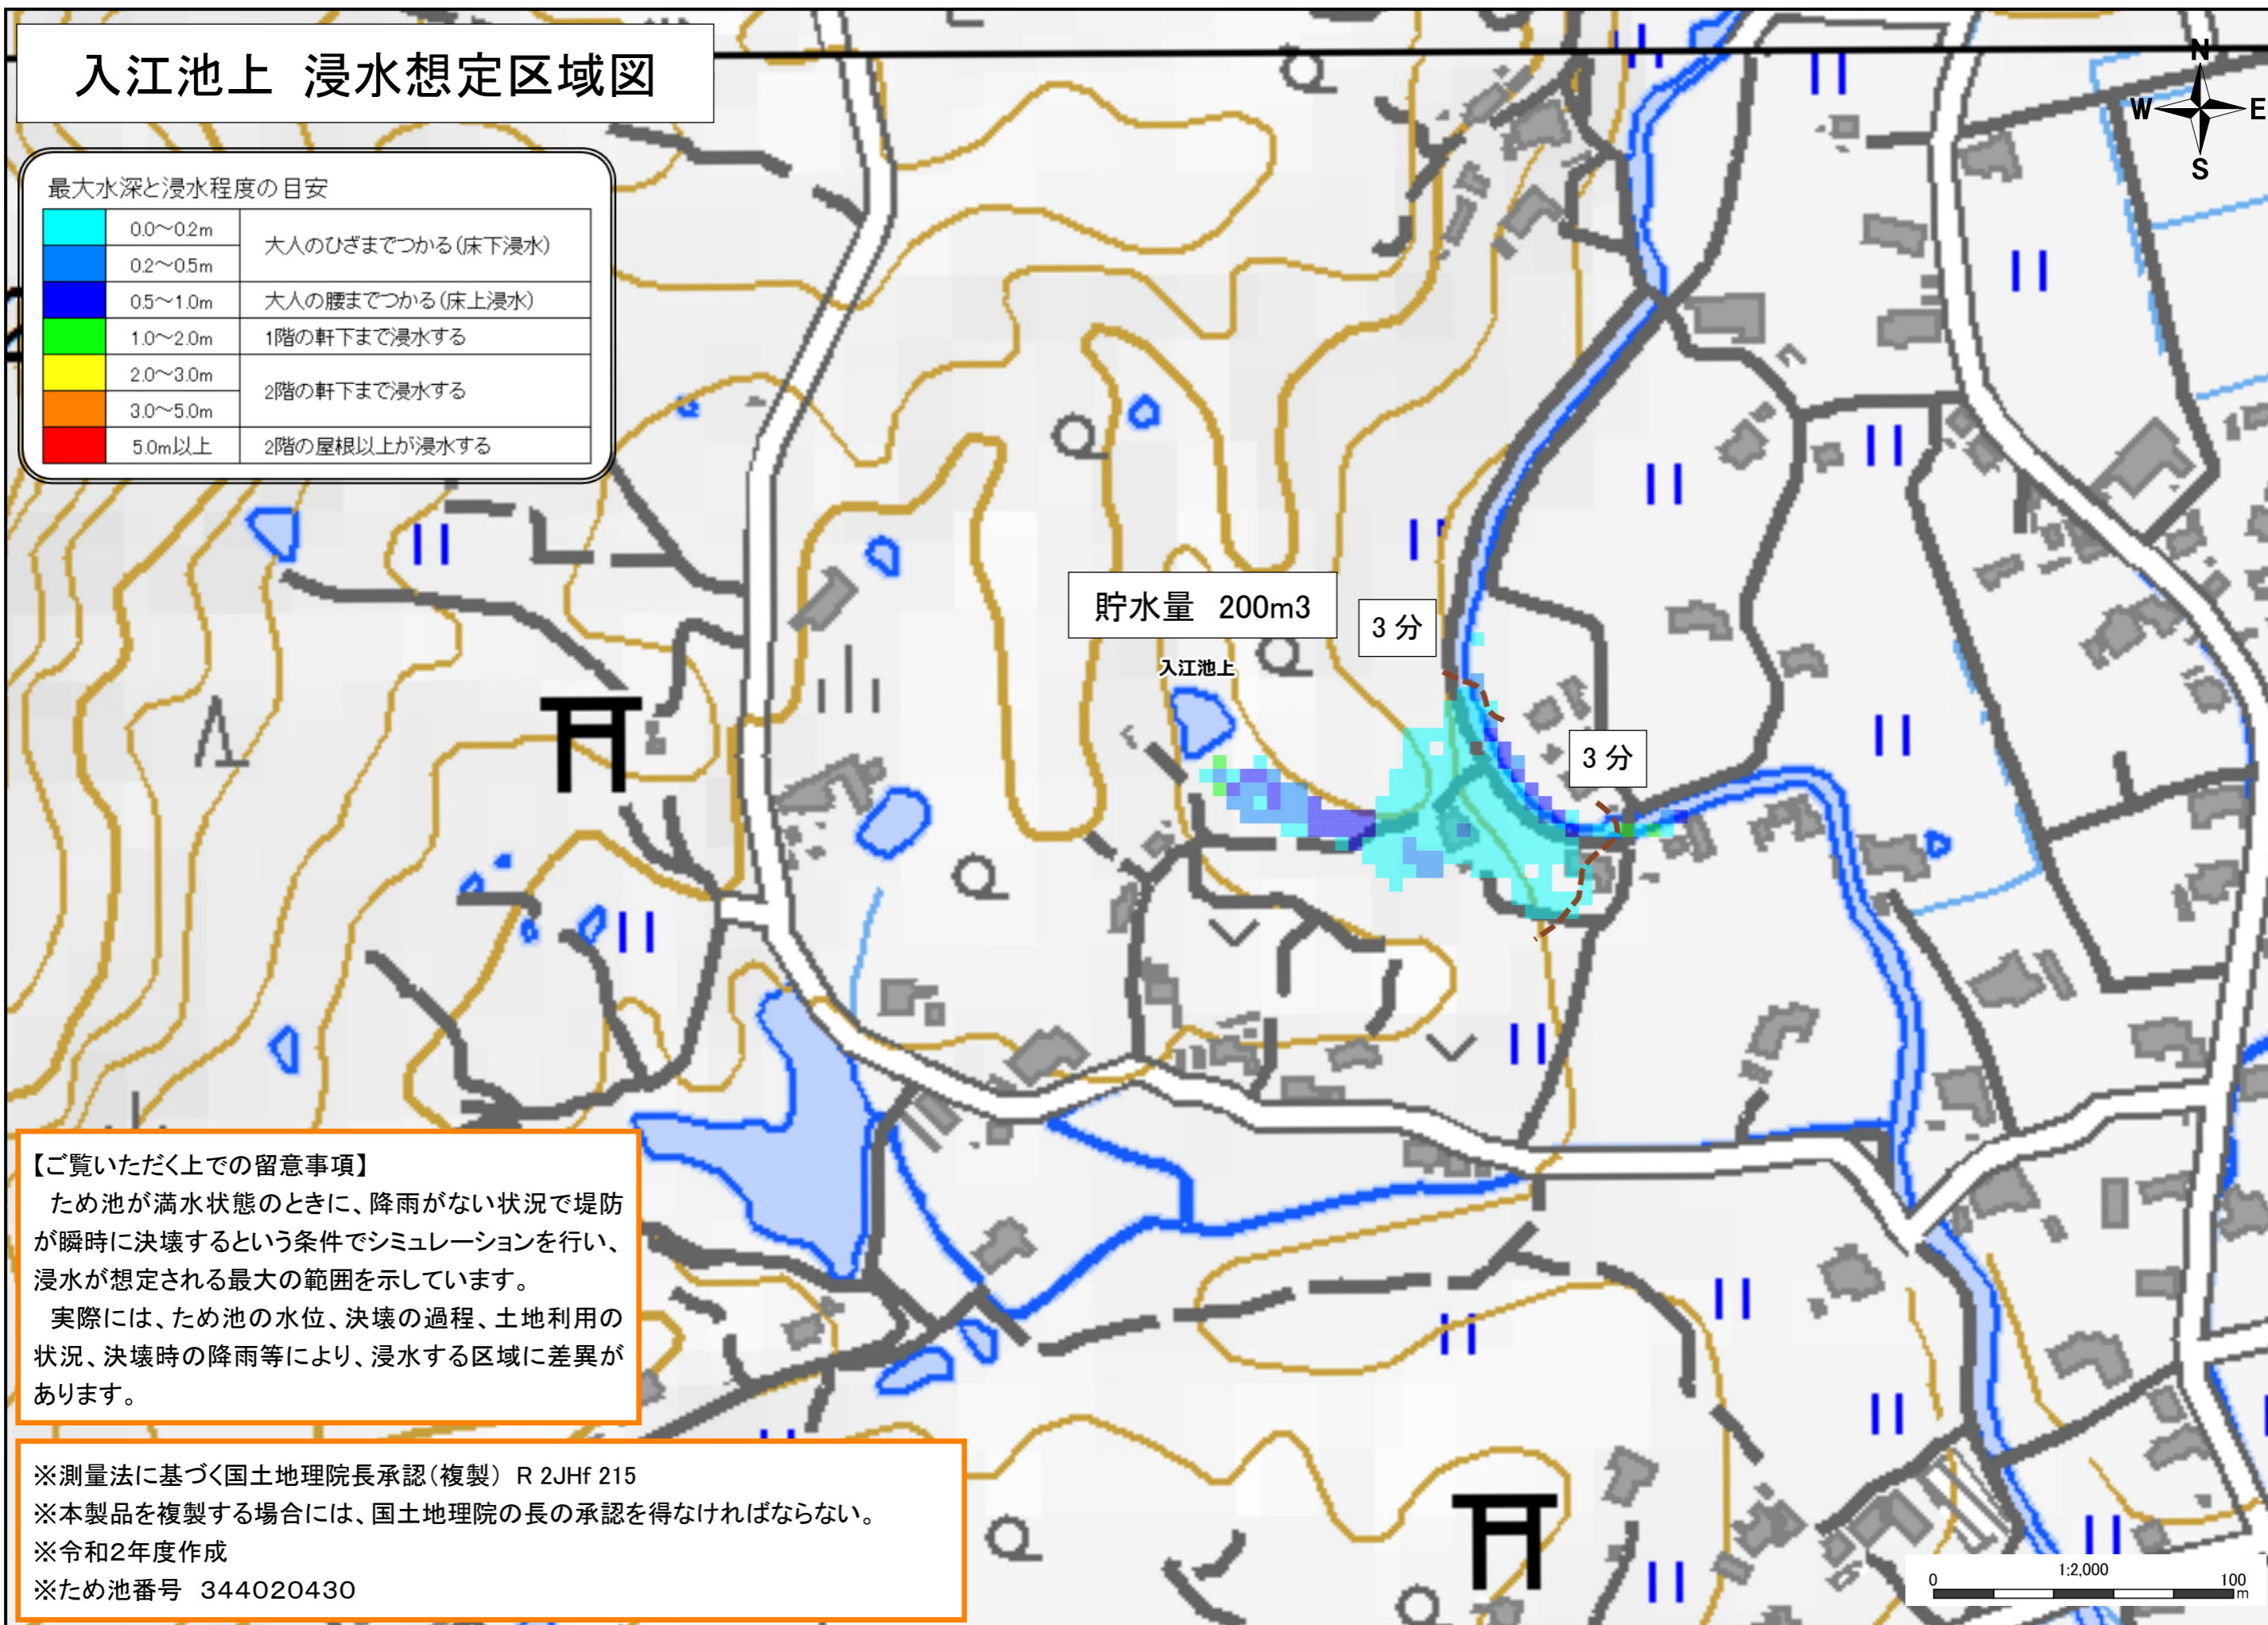 入江池上 浸水想定区域図
N
W E
S
最大水深と浸水程度の目安
0.0～0.2m
大人のひざまでつかる(床下浸水)
0.2～0.5m
0.5～1.0m 大人の腰までつかる(床上浸水)
1.0～2.0m 1階の軒下まで浸水する
2.0～3.0m
2階の軒下まで浸水する
3.0～5.0m
5.0m以上 2階の屋根以上が浸水する
貯水量 200m3
3分
入江池上
3分
【ご覧いただく上での留意事項】
ため池が満水状態のときに、降雨がない状況で堤防
が瞬時に決壊するという条件でシミュレーションを行い、
浸水が想定される最大の範囲を示しています。
実際には、ため池の水位、決壊の過程、土地利用の
状況、決壊時の降雨等により、浸水する区域に差異が
あります。
※測量法に基づく国土地理院長承認(複製) R 2JHf 215
※本製品を複製する場合には、国土地理院の長の承認を得なければならない。
※令和2年度作成
※ため池番号 344020430
1:2,000
0 100
m